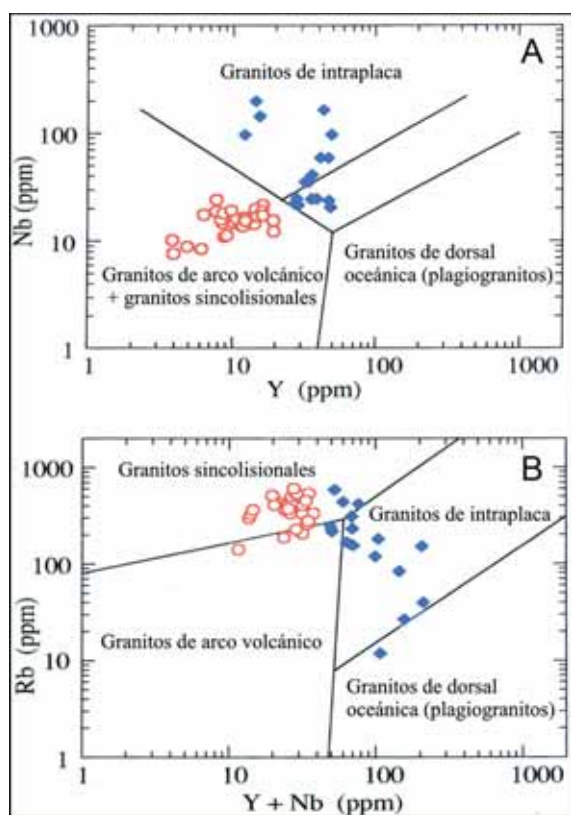 A
1000
Granitos de intraplaca
100
Nb (ppm)
10
Granitos de dorsal
oceánica (plagiogranitos)
Granitos de arco volcánico
+ granitos sincolisionales
1
1
10
100
1000
Y (ppm)
B
1000
Granitos sincolisionales
Granitos de intraplaca
100
Rb (ppm)
Granitos de arco volcánico
10
Granitos de dorsal
oceánica (plagiogranitos)
1
1
10
100
1000
Y + Nb (ppm)